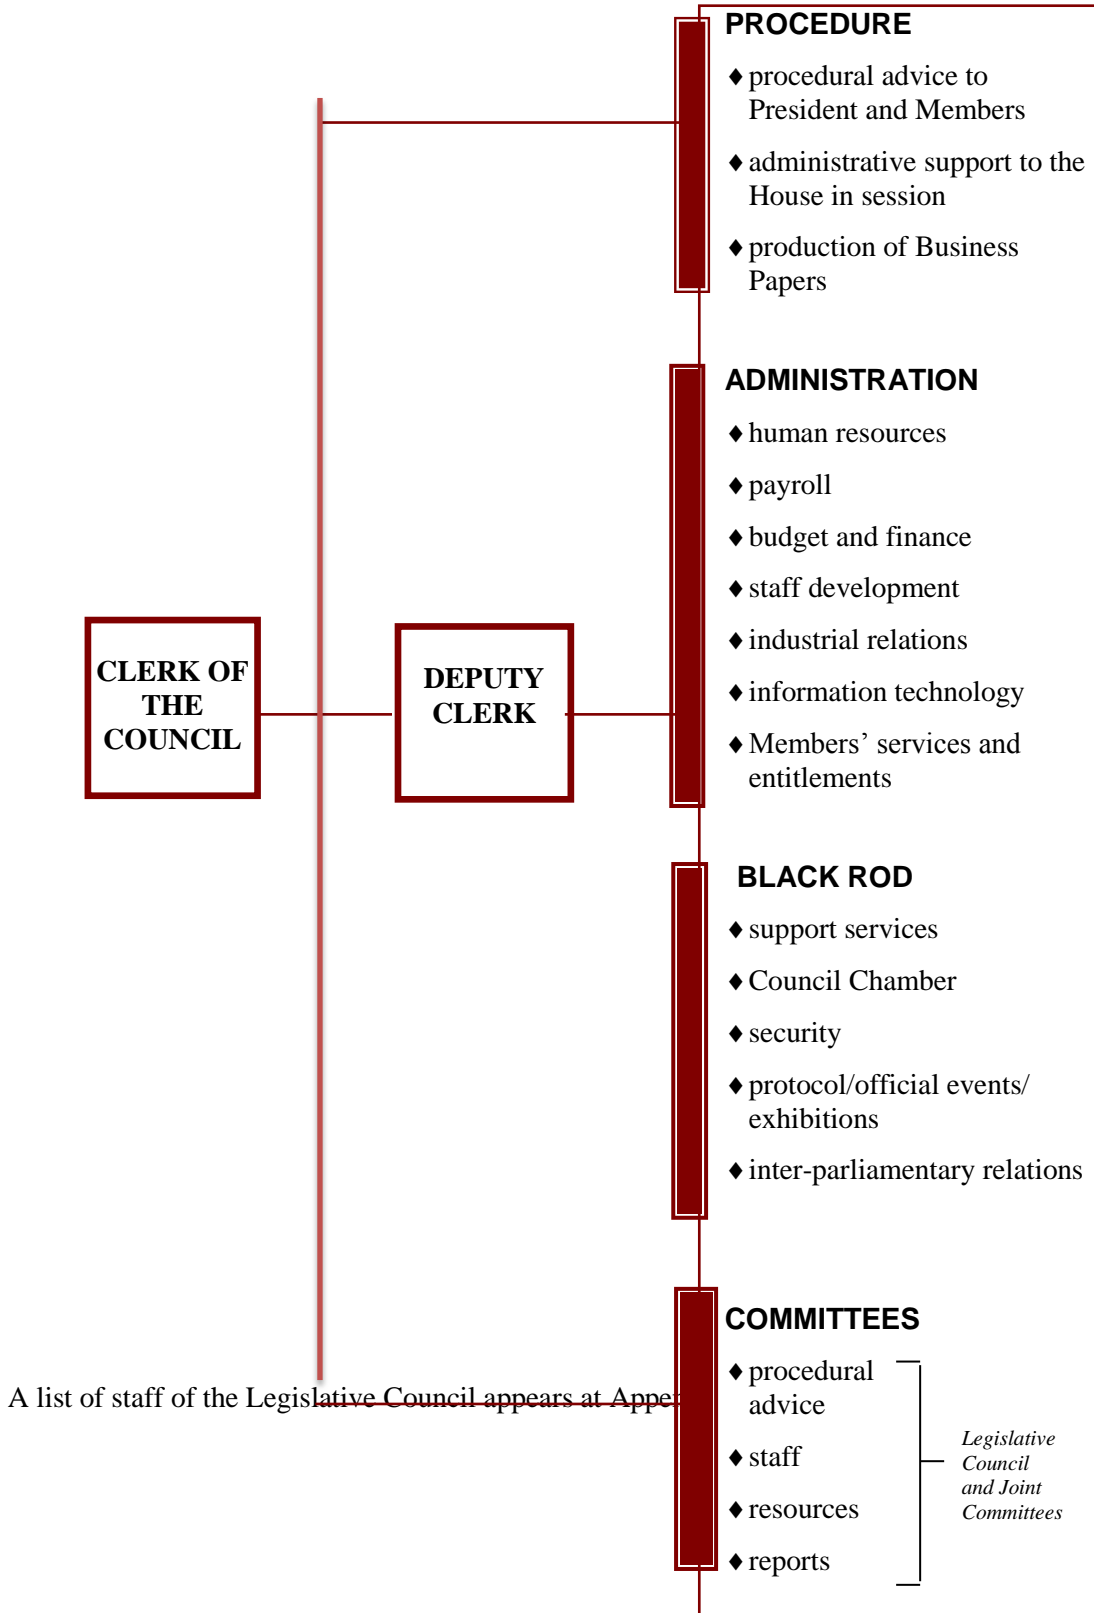 PROCEDURE
♦ procedural advice to
President and Members
♦ administrative support to the
House in session
♦ production of Business
Papers
ADMINISTRATION
♦ human resources
♦ payroll
♦ budget and finance
♦ staff development
♦ industrial relations
♦ information technology
♦ Members’ services and
entitlements
CLERK OF
THE
COUNCIL
DEPUTY
CLERK
BLACK ROD
♦ support services
♦ Council Chamber
♦ security
♦ protocol/official events/
exhibitions
♦ inter-parliamentary relations
COMMITTEES
♦ procedural
advice
♦ staff
♦ resources
♦ reports
Legislative
Council
and Joint
Committees
A list of staff of the Legislative Council appears at